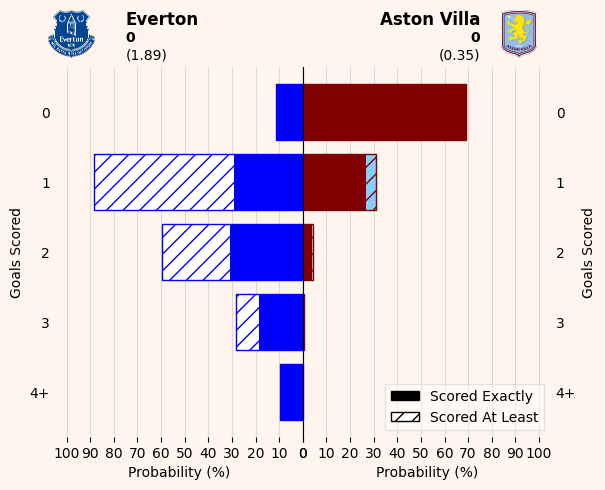 Everton
0
(1.89)
Aston Villa
0
(0.35)
Everton
Goals Scored
0
1
2
3
4+
0
1
2
3
4+
Goals Scored
Scored Exactly
Scored At Least
100 90 80 70 60 50 40 30 20 10 0
0 10 20 30 40 50 60 70 80 90 100
Probability (%)
Probability (%)